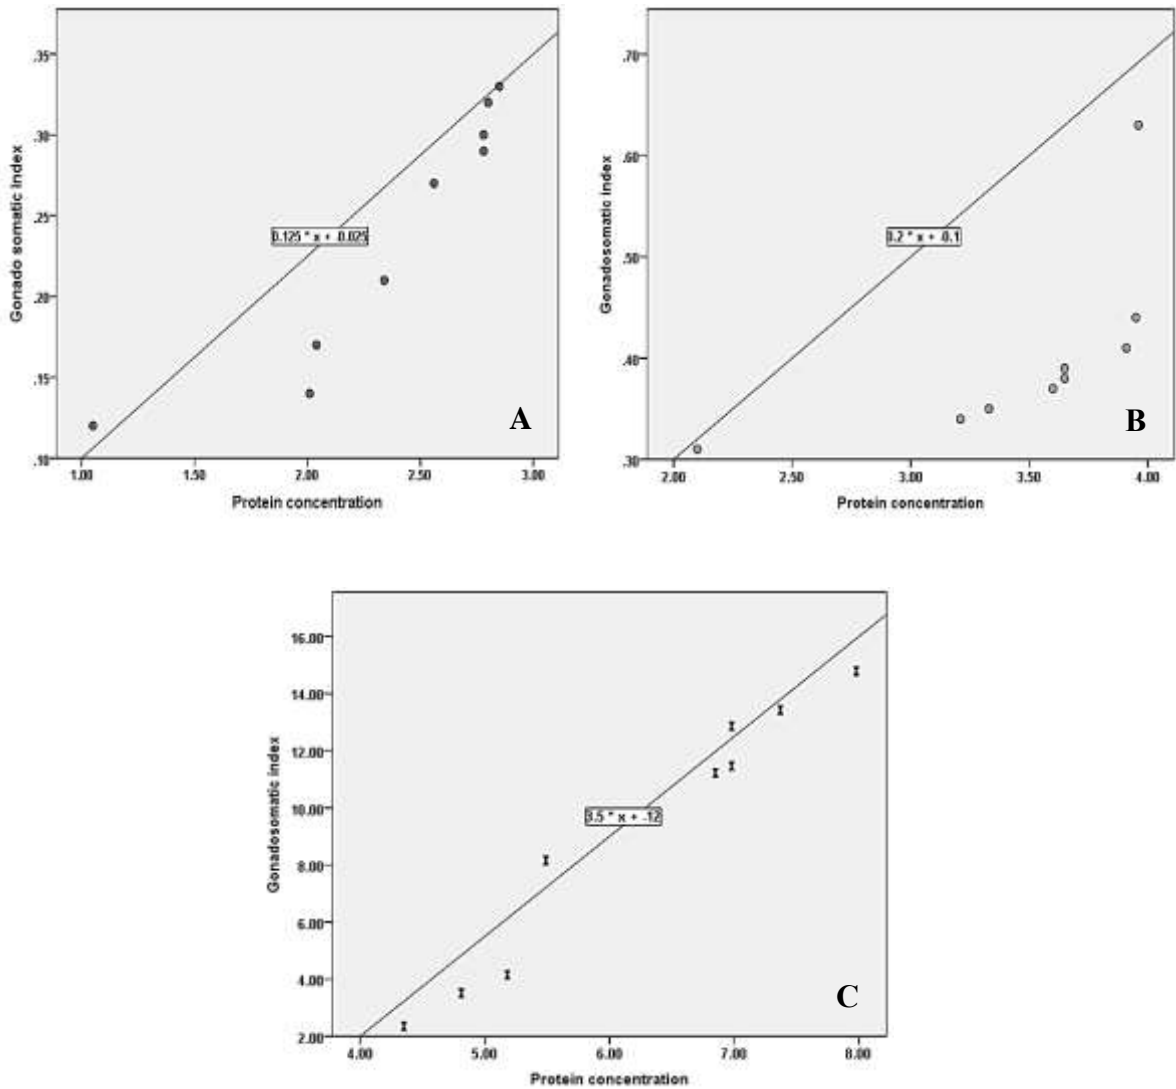 .35
.30
.25
.20
.15
.10
Gonado somatic index
0.125 * x + -0.025
A
1.00 1.50 2.00 2.50 3.00
Protein concentration
.70
.60
.50
.40
.30
Gonadosomatic index
0.2 * x + -0.1
B
2.00 2.50 3.00 3.50 4.00
Protein concentration
16.00
14.00
12.00
10.00
8.00
6.00
4.00
2.00
Gonadosomatic index
3.5 * x + -12
C
4.00 5.00 6.00 7.00 8.00
Protein concentration